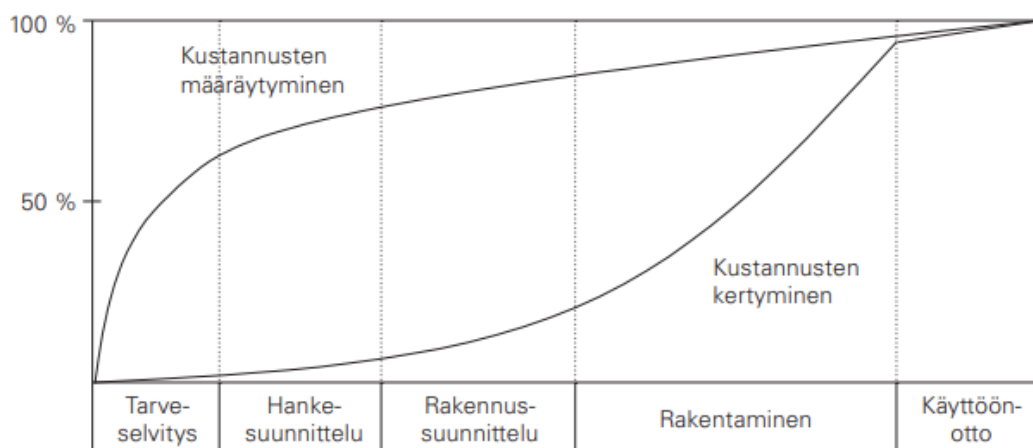 100 %
Kustannusten
määräytyminen
50 %
Kustannusten
kertyminen
Tarve-
selvitys
Hanke-
suunnittelu
Rakennus-
suunnittelu
Rakentaminen
Käyttöön-
otto